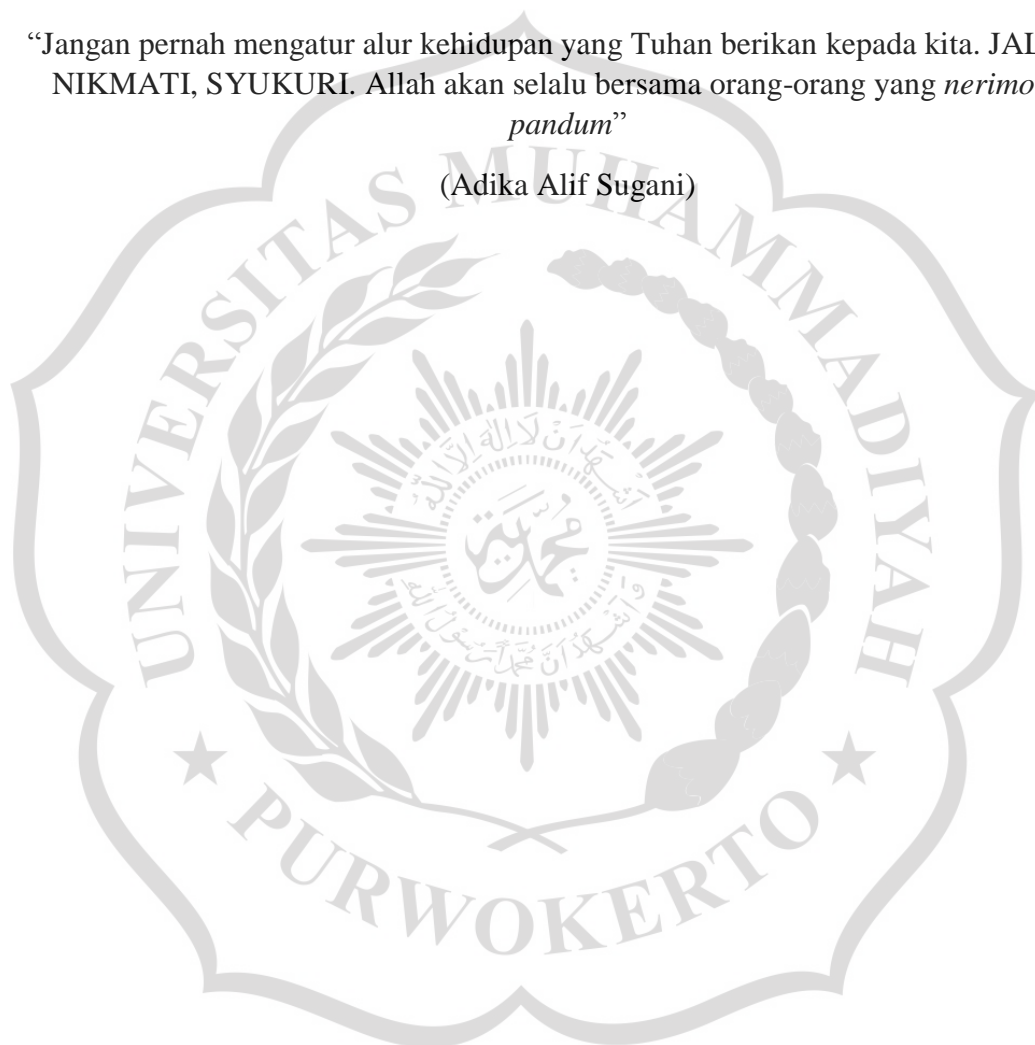 “Jangan pernah mengatur alur kehidupan yang Tuhan berikan kepada kita.
NIKMATI, SYUKURI. Allah akan selalu bersama orang-orang yang nerimo
pandum”
(Adika Alif Sugani)
UNIVERSITAS MUHAMMADIYAH
PURWOKERTO